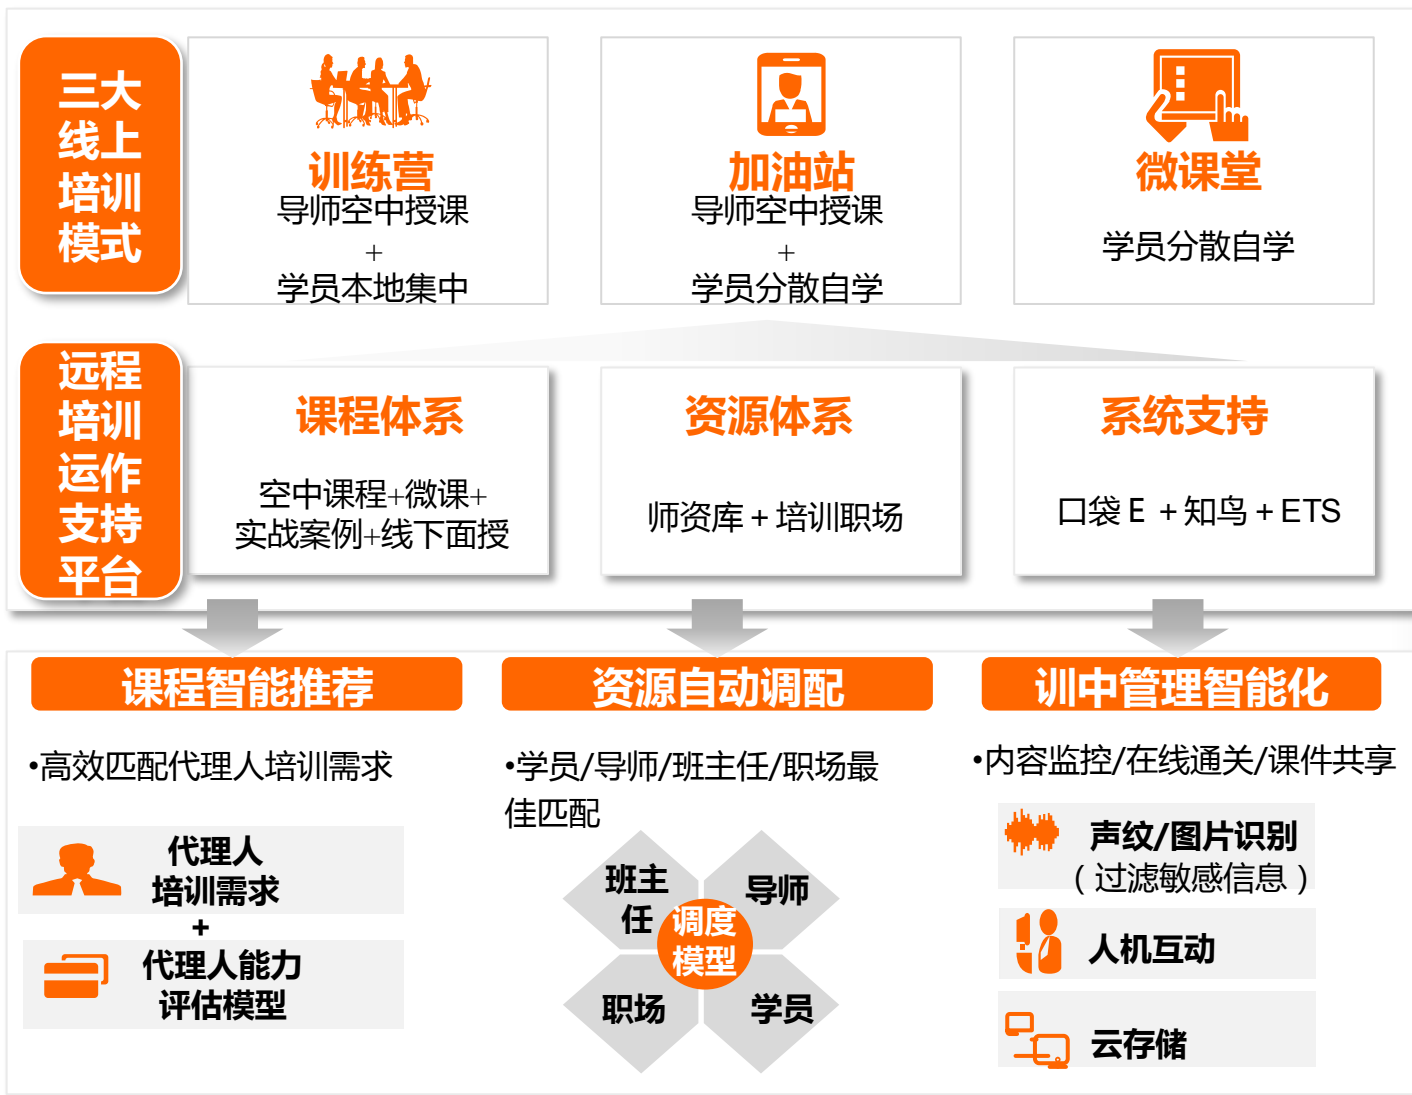 三大
线上
培训
模式
训练营
导师空中授课
+
学员本地集中
加油站
导师空中授课
+
学员分散自学
微课堂
学员分散自学
远程
培训
运作
支持
平台
课程体系
空中课程+微课+
实战案例+线下面授
资源体系
师资库+培训职场
系统支持
口袋E +知鸟+ETS
课程智能推荐
•高效匹配代理人培训需求
代理人
培训需求
+
代理人能力
评估模型
资源自动调配
•学员/导师/班主任/职场最
佳匹配
班主
任
导师
调度
模型
职场
学员
训中管理智能化
•内容监控/在线通关/课件共享
声纹/图片识别
（过滤敏感信息）
人机互动
云存储